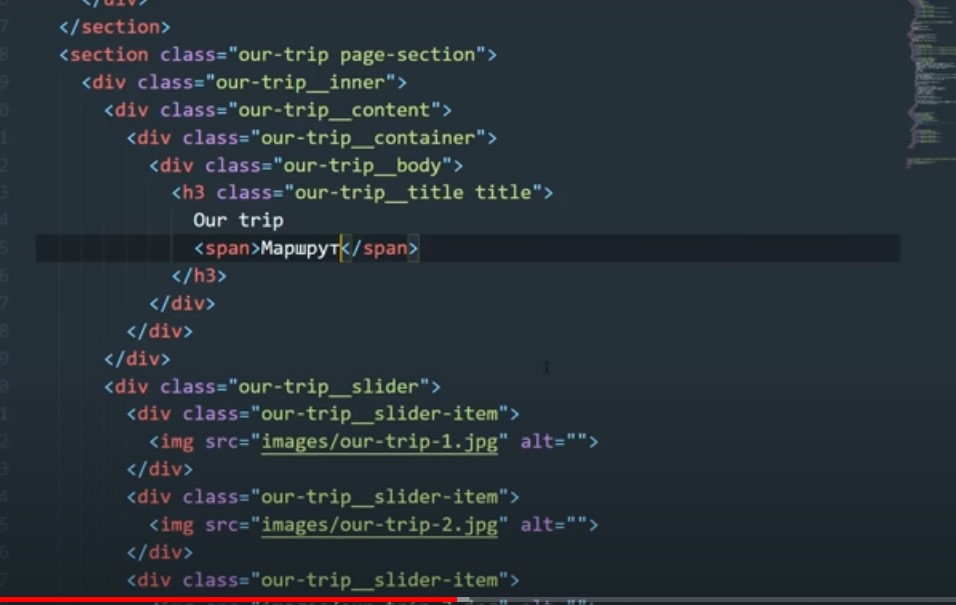 </div>
</section>
<section class="our-trip page-section">
<div class="our-trip__inner">
<div class="our-trip__content">
<div class="our-trip__container">
<div class="our-trip__body">
<h3 class="our-trip__title title">
Our trip
<span>Маршрут</span>
</h3>
</div>
</div>
</div>
<div class="our-trip__slider">
<div class="our-trip__slider-item">
<img src="images/our-trip-1.jpg" alt="">
</div>
<div class="our-trip__slider-item">
<img src="images/our-trip-2.jpg" alt="">
</div>
<div class="our-trip__slider-item">